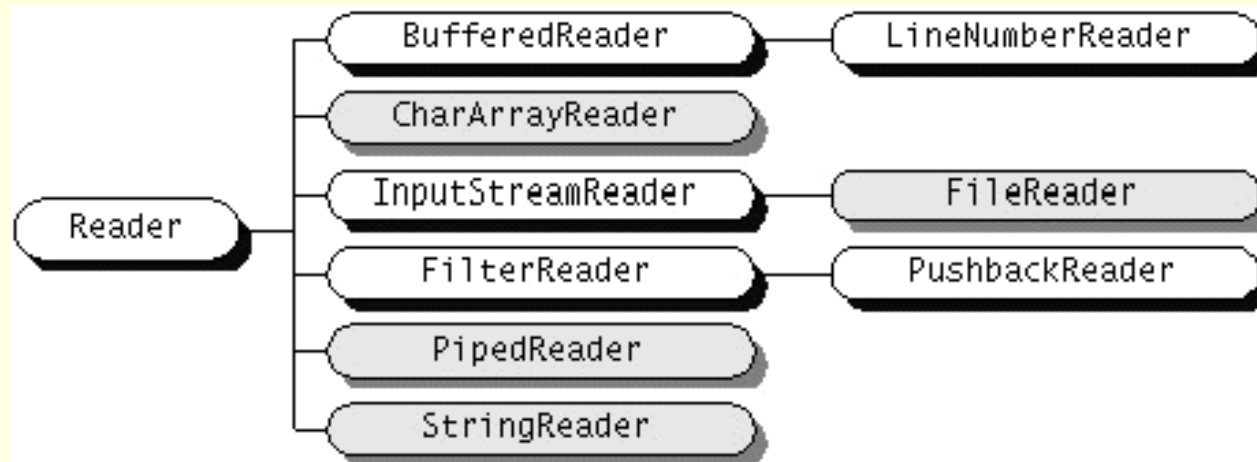 BufferedReader
LineNumberReader
CharArrayReader
InputStreamReader
FileReader
Reader
FilterReader
PushbackReader
PipedReader
StringReader